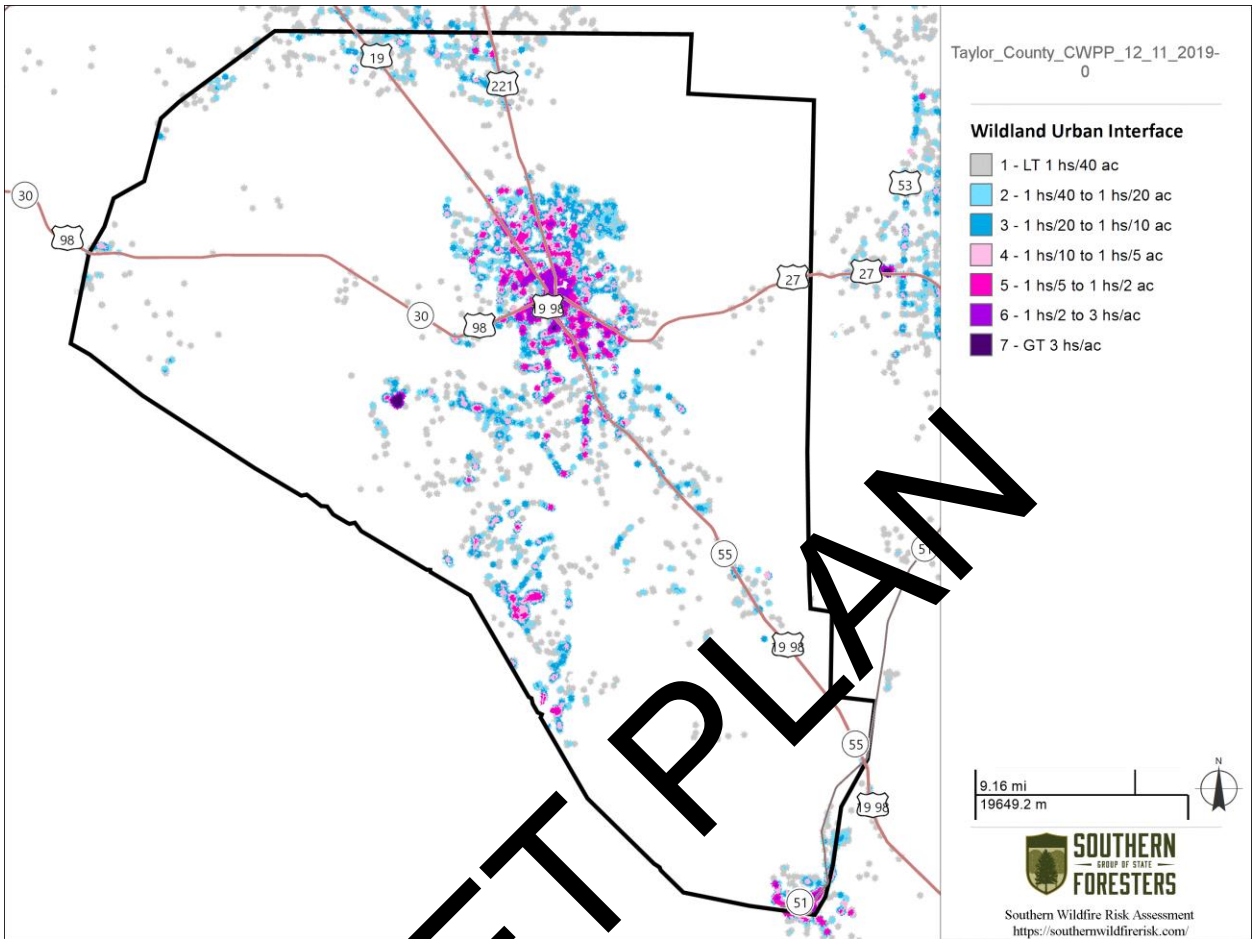 19
221
53
30
98
27
27
30
98
19 98
55
51
19 98
55
19 98
51
Taylor_County_CWPP_12_11_2019-
0
Wildland Urban Interface
1 - LT 1 hs/40 ac
2 - 1 hs/40 to 1 hs/20 ac
3 - 1 hs/20 to 1 hs/10 ac
4 - 1 hs/10 to 1 hs/5 ac
5 - 1 hs/5 to 1 hs/2 ac
6 - 1 hs/2 to 3 hs/ac
7 - GT 3 hs/ac
N
9.16 mi
19649.2 m
SOUTHERN
GROUP OF STATE
FORESTERS
Southern Wildfire Risk Assessment
https://southernwildfirerisk.com/
FT PLAN